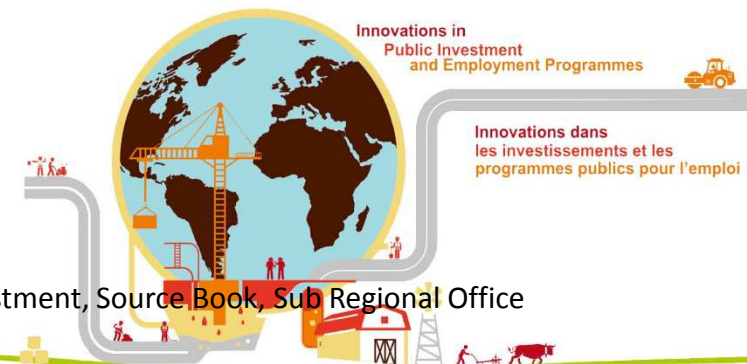 Innovations in
Public Investment
and Employment Programmes
Innovations dans
les investissements et les
programmes publics pour l'emploi
stment, Source Book, Sub Regional Office